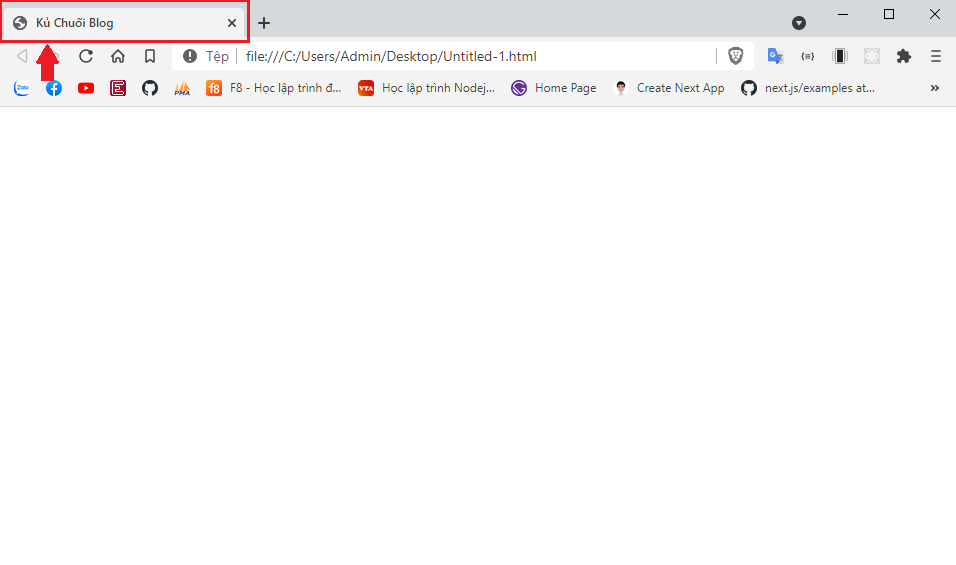 Kủ Chuối Blog
Tệp file:///C:/Users/Admin/Desktop/Untitled-1.html
Zalo PMA f8 F8 - Học lập trình đ... VTA Học lập trình Nodej... Home Page Create Next App next.js/examples at... »